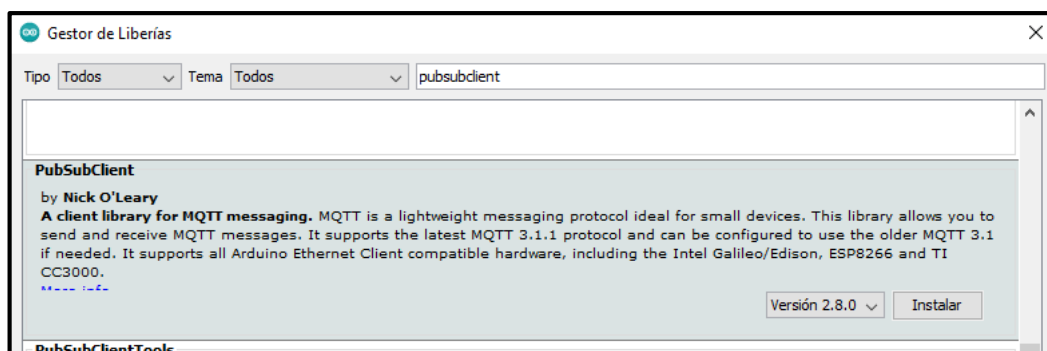 Gestor de Liberías
Tipo Todos Tema Todos pubsubclient
PubSubClient
by Nick O'Leary
A client library for MQTT messaging. MQTT is a lightweight messaging protocol ideal for small devices. This library allows you to
send and receive MQTT messages. It supports the latest MQTT 3.1.1 protocol and can be configured to use the older MQTT 3.1
if needed. It supports all Arduino Ethernet Client compatible hardware, including the Intel Galileo/Edison, ESP8266 and TI
CC3000.
More info
Versión 2.8.0 Instalar
PubSubClientTools